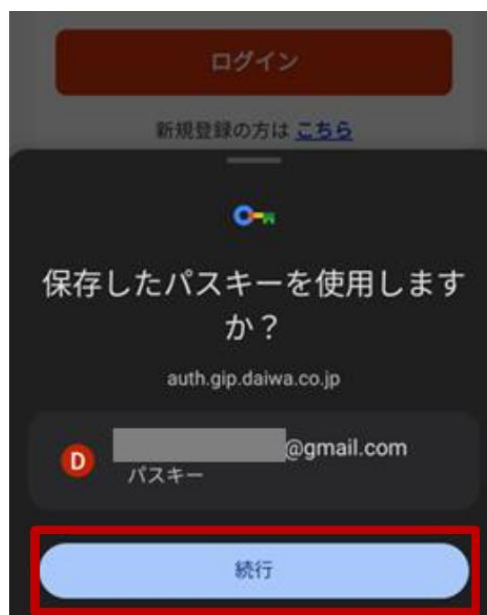 ログイン
新規登録の方は こちら
保存したパスキーを使用します
か？
auth.gip.daiwa.co.jp
D
@gmail.com
パスキー
続行